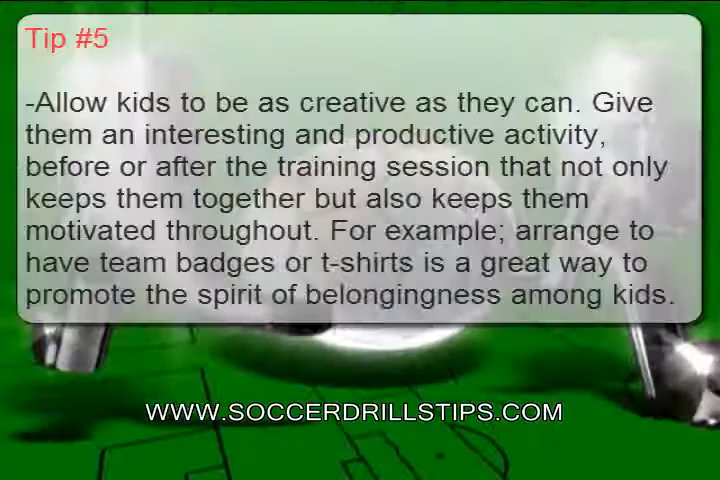 Tip #5
-Allow kids to be as creative as they can. Give
them an interesting and productive activity,
before or after the training session that not only
keeps them together but also keeps them
motivated throughout. For example; arrange to
have team badges or t-shirts is a great way to
promote the spirit of belongingness among kids.
WWW.SOCCERDRILLSTIPS.COM